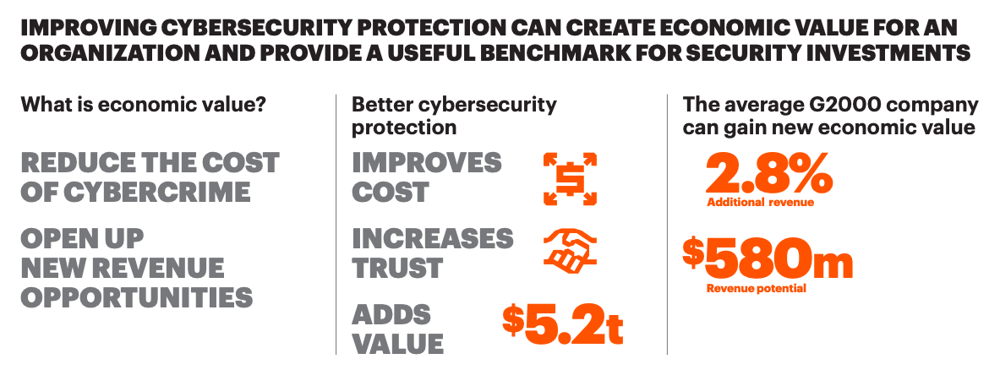 IMPROVING CYBERSECURITY PROTECTION CAN CREATE ECONOMIC VALUE FOR AN
ORGANIZATION AND PROVIDE A USEFUL BENCHMARK FOR SECURITY INVESTMENTS
What is economic value?
REDUCE THE COST
OF CYBERCRIME
OPEN UP
NEW REVENUE
OPPORTUNITIES
Better cybersecurity
protection
IMPROVES
COST
$
INCREASES
TRUST
ADDS
VALUE
$5.2t
The average G2000 company
can gain new economic value
2.8%
Additional revenue
$580m
Revenue potential